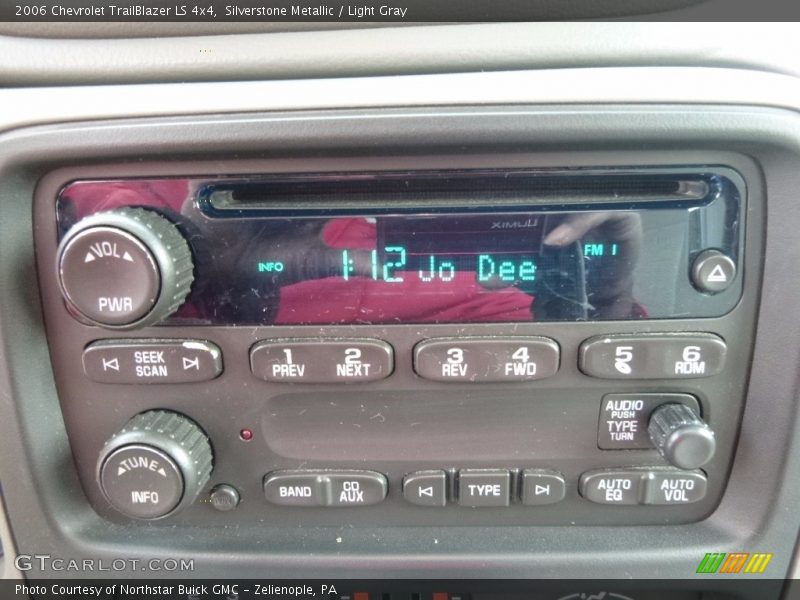 2006 Chevrolet TrailBlazer LS 4x4, Silverstone Metallic / Light Gray
VOL
PWR
INFO
1:12 Jo Dee
FM 1
SEEK
SCAN
1 PREV
2 NEXT
3 REV
4 FWD
5
6 RDM
AUDIO
PUSH
TYPE
TURN
TUNE
INFO
BAND
CD
AUX
TYPE
AUTO
EQ
AUTO
VOL
GTCARLOT.COM
Photo Courtesy of Northstar Buick GMC - Zelienople, PA